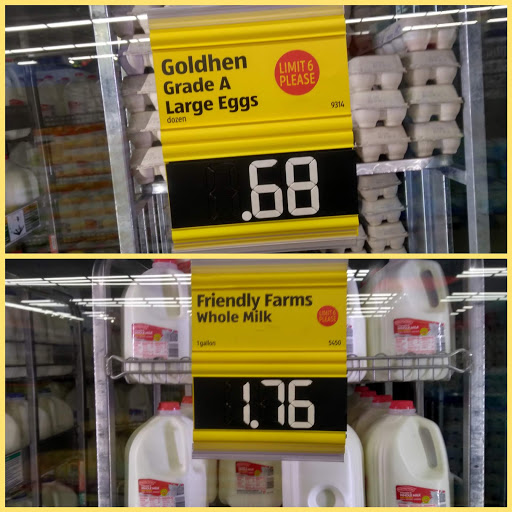 Goldhen
Grade A
Large Eggs
dozen
LIMIT 6
PLEASE
9314
.68
Friendly Farms
Whole Milk
LIMIT 6
PLEASE
1 gallon
5450
1.76